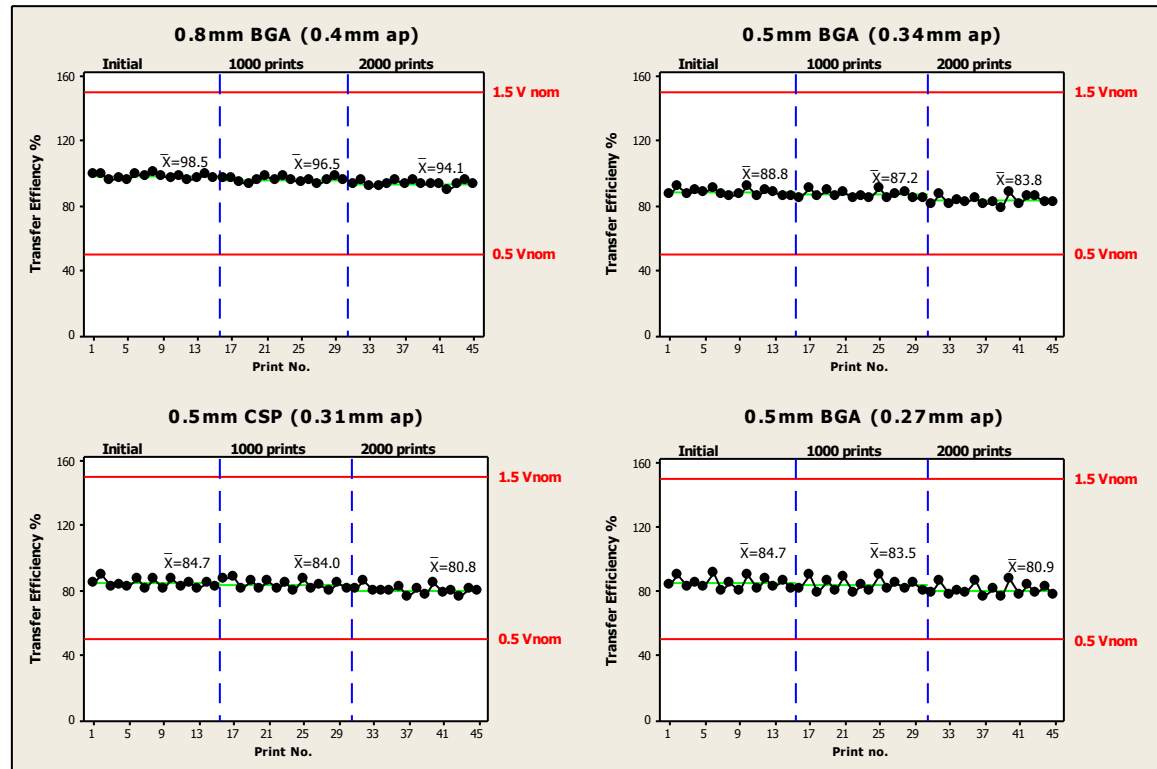 0.8mm BGA (0.4mm ap)
Initial 1000 prints 2000 prints
160
1.5 V nom
120
X̅=98.5 X̅=96.5 X̅=94.1
80
0.5 Vnom
40
0
Transfer Effiency %
1 5 9 13 17 21 25 29 33 37 41 45
Print No.
0.5mm BGA (0.34mm ap)
Initial 1000 prints 2000 prints
160
1.5 Vnom
120
X̅=88.8 X̅=87.2 X̅=83.8
80
0.5 Vnom
40
0
Transfer Efficieny %
1 5 9 13 17 21 25 29 33 37 41 45
Print No.
0.5mm CSP (0.31mm ap)
Initial 1000 prints 2000 prints
160
1.5 Vnom
120
X̅=84.7 X̅=84.0 X̅=80.8
80
0.5 Vnom
40
0
Transfer Efficiency %
1 5 9 13 17 21 25 29 33 37 41 45
Print No.
0.5mm BGA (0.27mm ap)
Initial 1000 prints 2000 prints
160
1.5 Vnom
120
X̅=84.7 X̅=83.5 X̅=80.9
80
0.5 Vnom
40
0
Transfer Efficiency %
1 5 9 13 17 21 25 29 33 37 41 45
Print no.